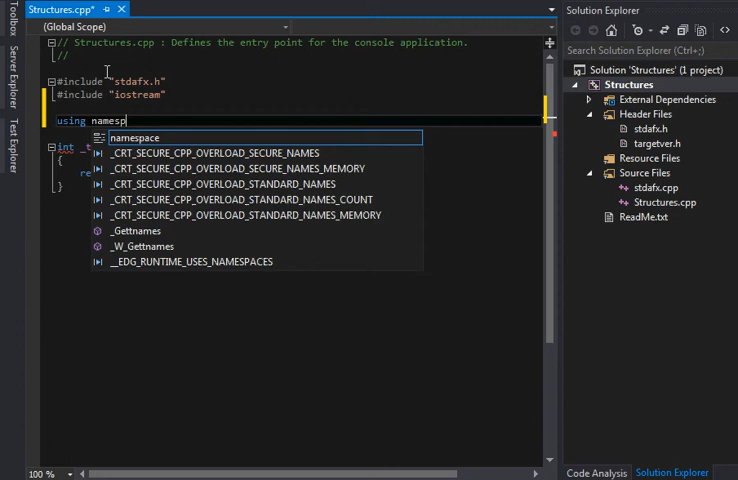 Structures.cpp*
(Global Scope)
// Structures.cpp : Defines the entry point for the console application.
//
#include "stdafx.h"
#include "iostream"
using namesp
int _t
{
re
}
namespace
_CRT_SECURE_CPP_OVERLOAD_SECURE_NAMES
_CRT_SECURE_CPP_OVERLOAD_SECURE_NAMES_MEMORY
_CRT_SECURE_CPP_OVERLOAD_STANDARD_NAMES
_CRT_SECURE_CPP_OVERLOAD_STANDARD_NAMES_COUNT
_CRT_SECURE_CPP_OVERLOAD_STANDARD_NAMES_MEMORY
_Gettnames
_W_Gettnames
__EDG_RUNTIME_USES_NAMESPACES
100 %
Toolbox
Server Explorer
Test Explorer
Solution Explorer
Search Solution Explorer (Ctrl+;)
Solution 'Structures' (1 project)
Structures
External Dependencies
Header Files
stdafx.h
targetver.h
Resource Files
Source Files
stdafx.cpp
Structures.cpp
ReadMe.txt
Code Analysis
Solution Explorer